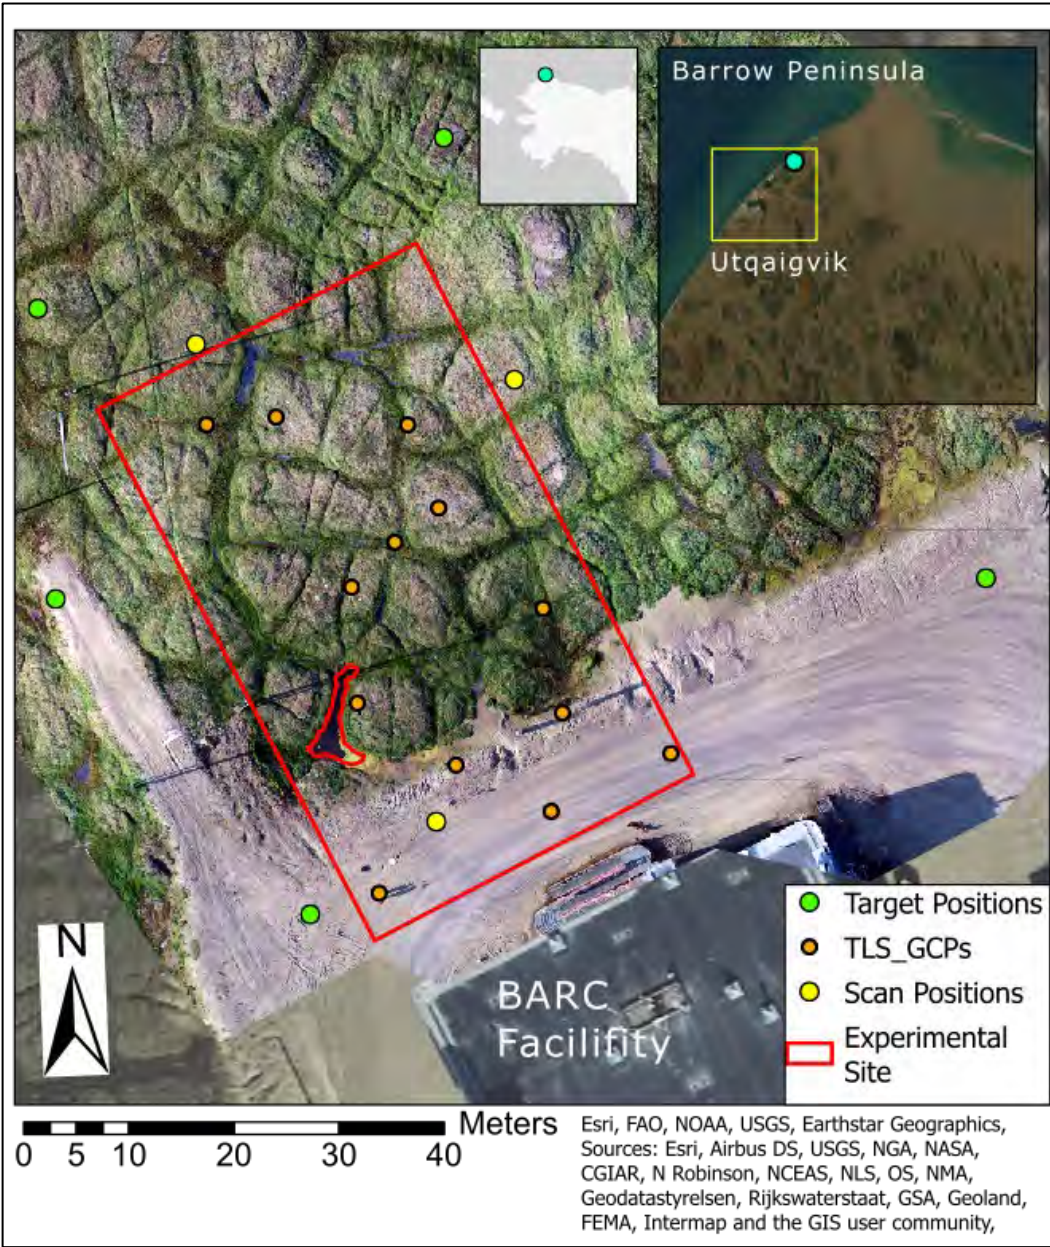 Barrow Peninsula
Utqaigvik
N
BARC
Facilifity
Target Positions
TLS_GCPs
Scan Positions
Experimental
Site
Meters
0 5 10 20 30 40
Esri, FAO, NOAA, USGS, Earthstar Geographics,
Sources: Esri, Airbus DS, USGS, NGA, NASA,
CGIAR, N Robinson, NCEAS, NLS, OS, NMA,
Geodatastyrelsen, Rijkswaterstaat, GSA, Geoland,
FEMA, Intermap and the GIS user community,